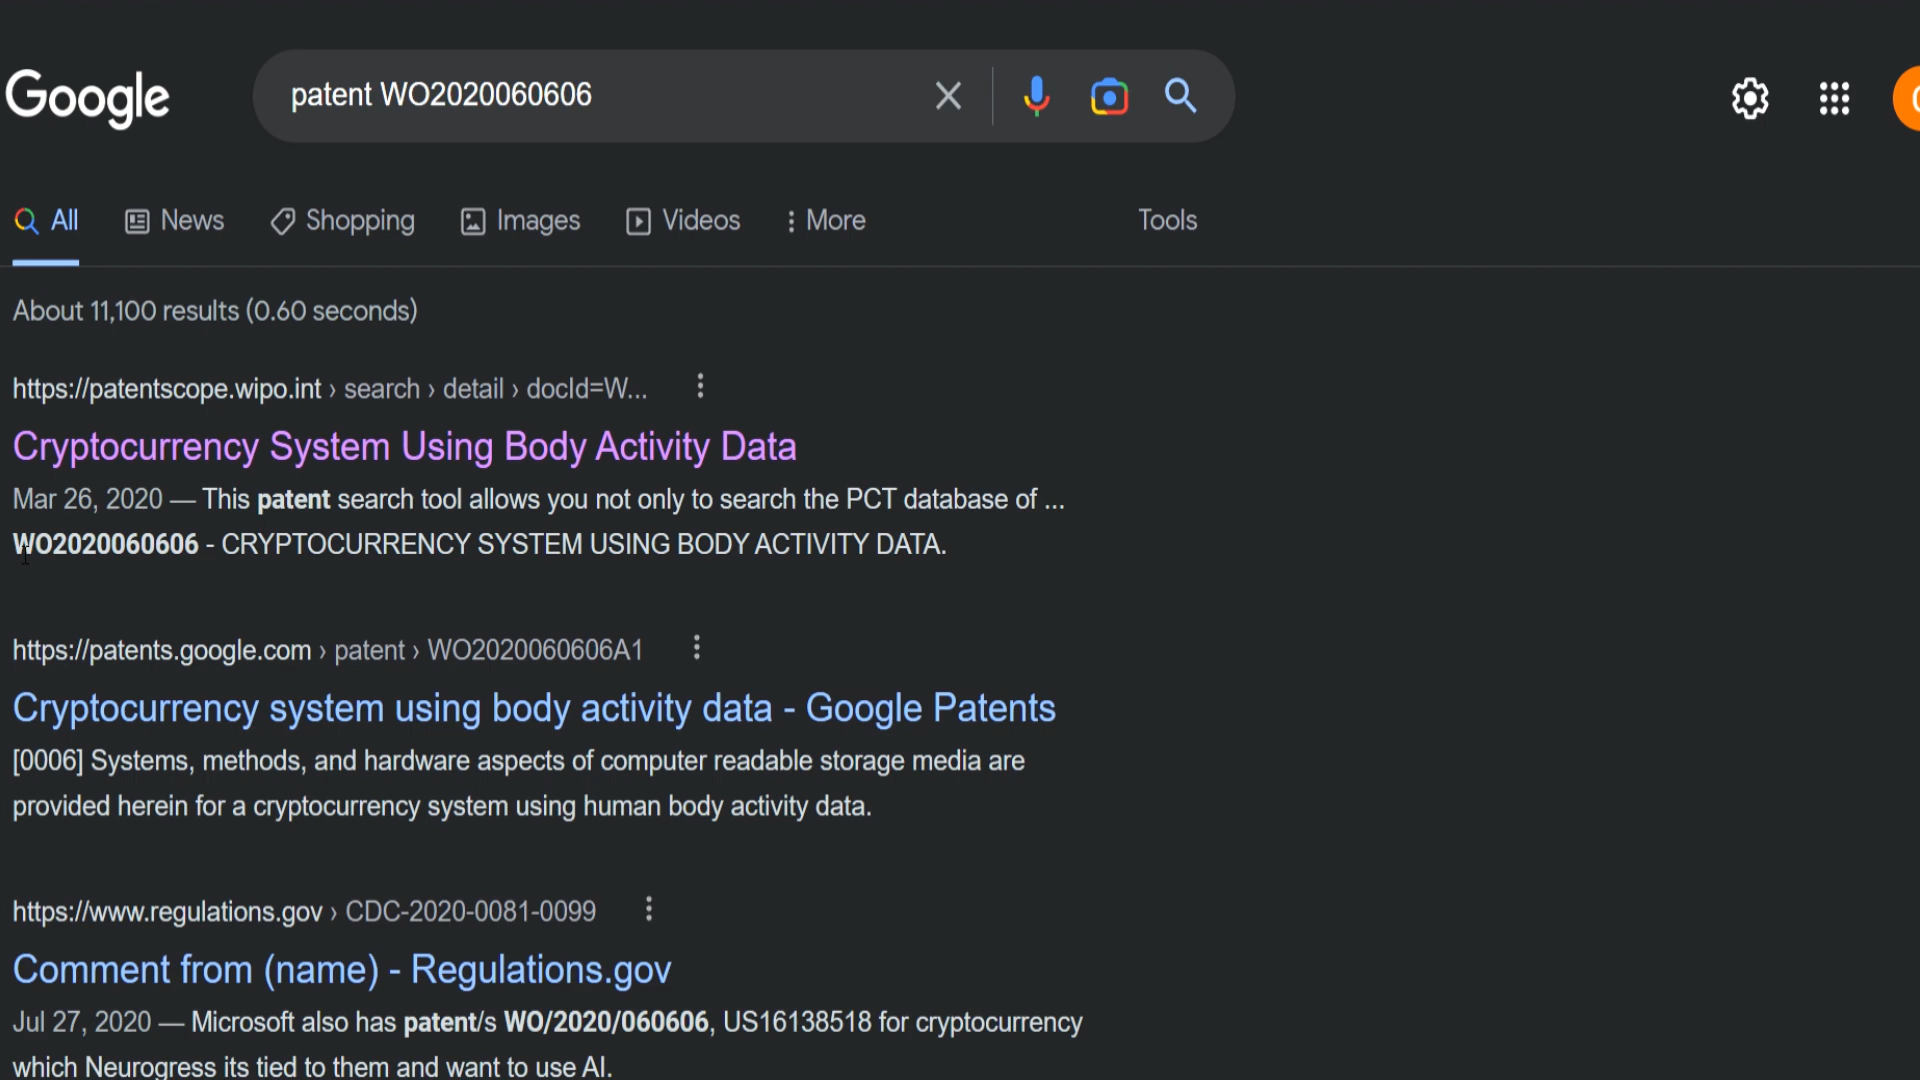 Google
patent WO2020060606
All News Shopping Images Videos More Tools
About 11,100 results (0.60 seconds)
https://patentscope.wipo.int › search › detail › docId=W...
Cryptocurrency System Using Body Activity Data
Mar 26, 2020 — This patent search tool allows you not only to search the PCT database of ...
WO2020060606 - CRYPTOCURRENCY SYSTEM USING BODY ACTIVITY DATA.
https://patents.google.com › patent › WO2020060606A1
Cryptocurrency system using body activity data - Google Patents
[0006] Systems, methods, and hardware aspects of computer readable storage media are
provided herein for a cryptocurrency system using human body activity data.
https://www.regulations.gov › CDC-2020-0081-0099
Comment from (name) - Regulations.gov
Jul 27, 2020 — Microsoft also has patent/s WO/2020/060606, US16138518 for cryptocurrency
which Neurogress its tied to them and want to use AI.